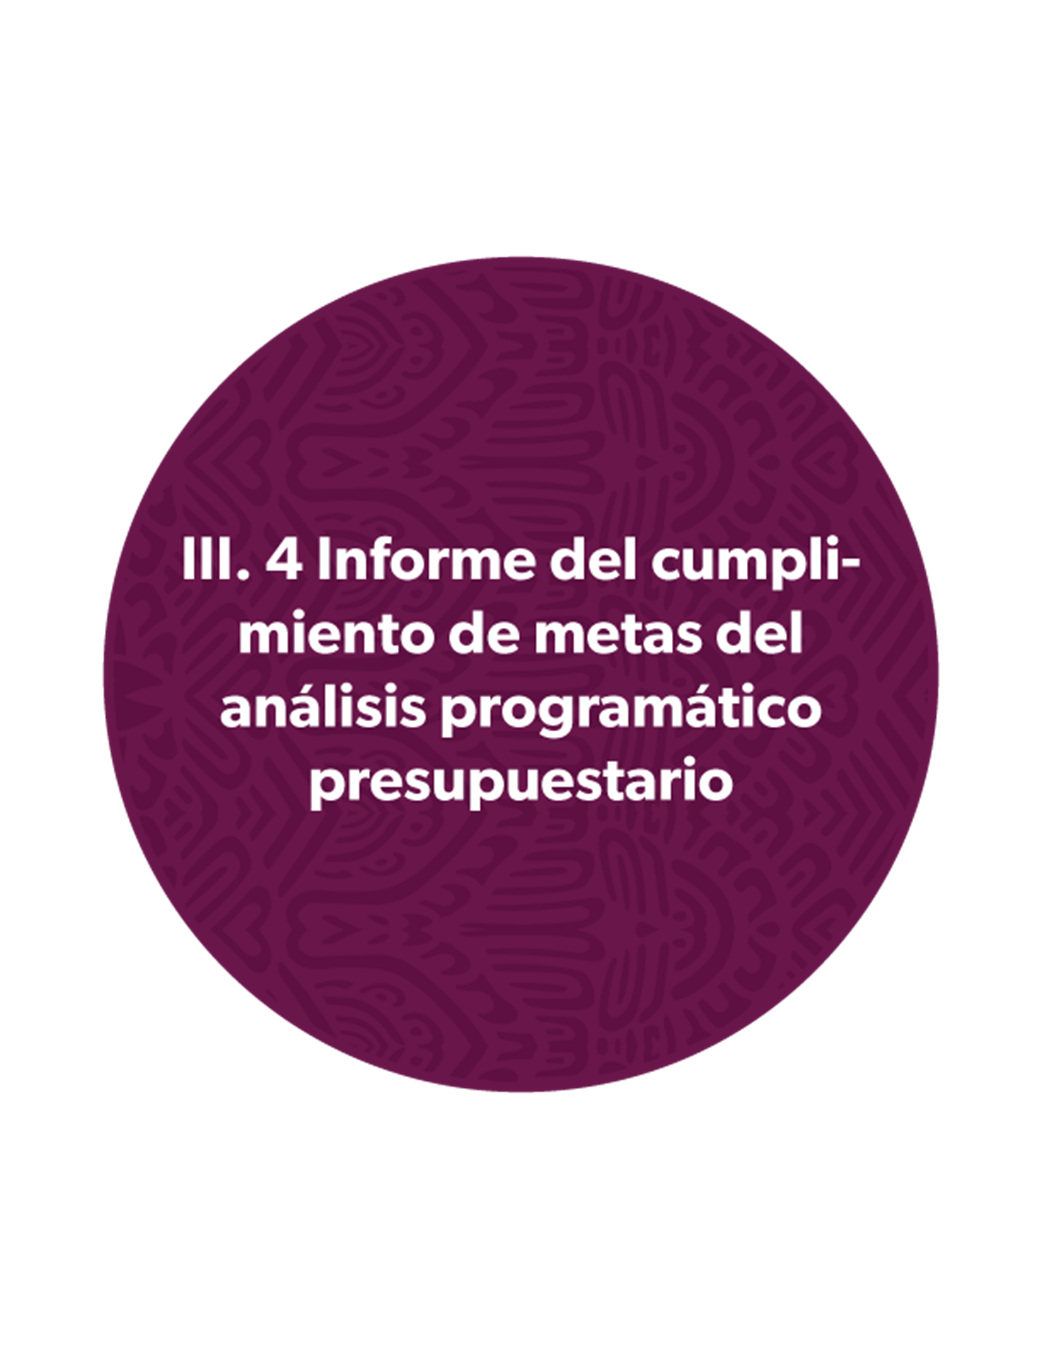 III. 4 Informe del cumpli-
miento de metas del
análisis programático
presupuestario